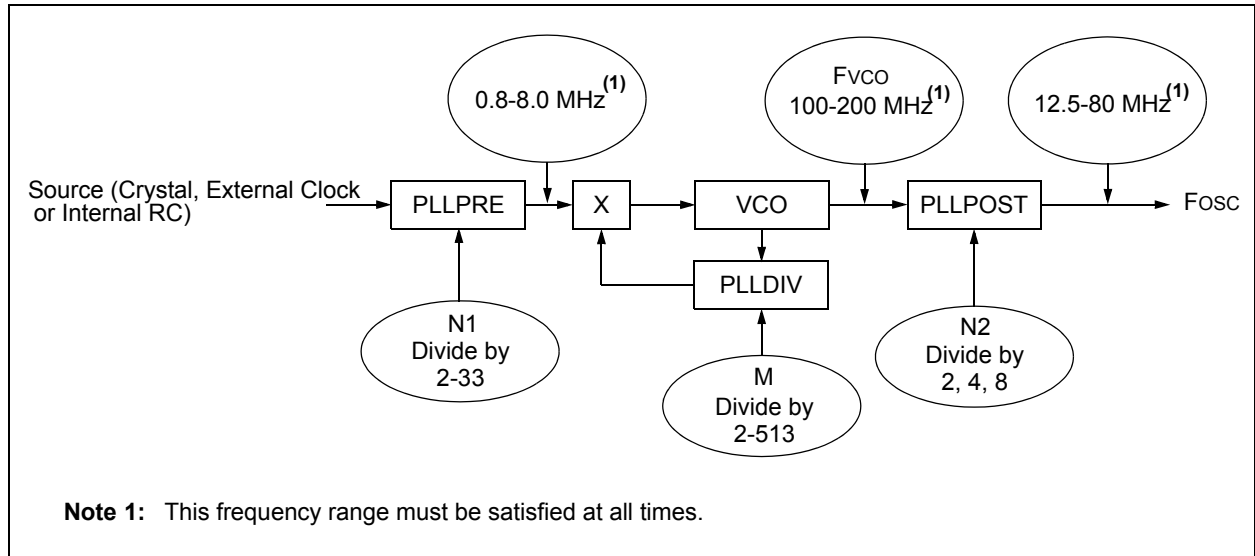 0.8-8.0 MHz(1)
FVCO
100-200 MHz(1)
12.5-80 MHz(1)
Source (Crystal, External Clock
or Internal RC)
PLLPRE
X
VCO
PLLPOST
FOSC
PLLDIV
N1
Divide by
2-33
M
Divide by
2-513
N2
Divide by
2, 4, 8
Note 1: This frequency range must be satisfied at all times.